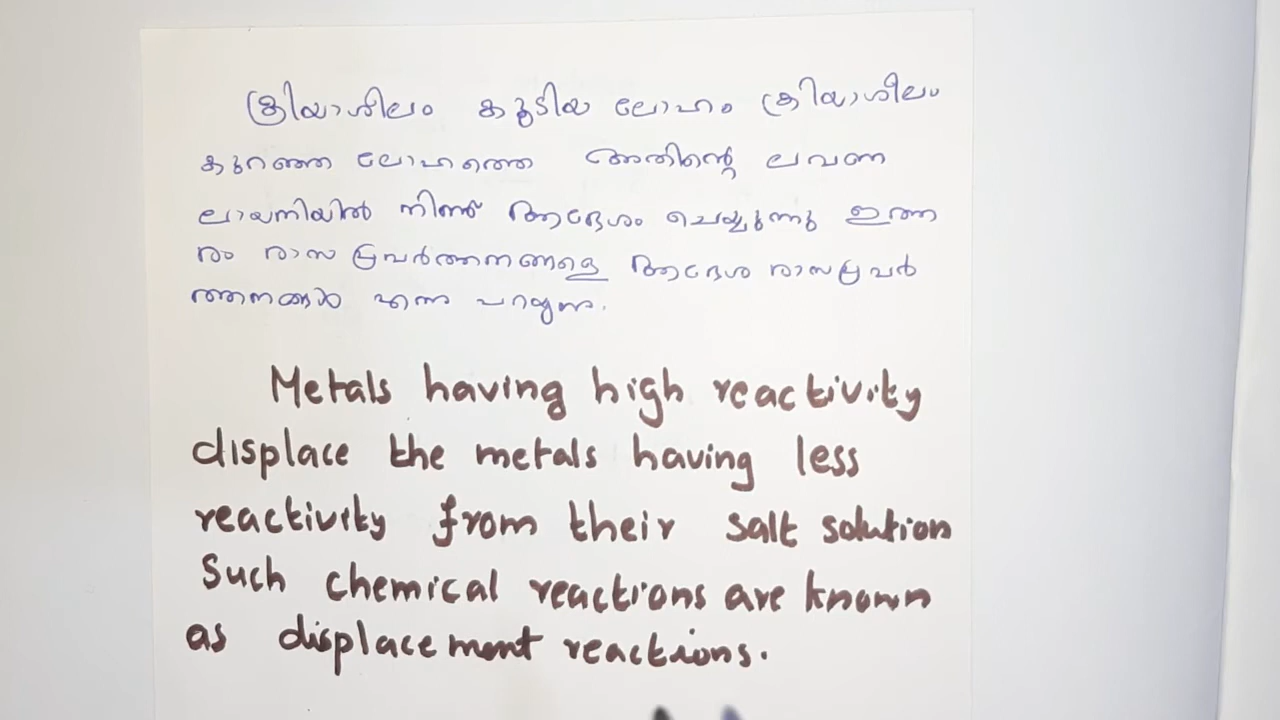 ക്രിയാശീലം കൂടിയ ലോഹം ക്രിയാശീലം
കുറഞ്ഞ ലോഹത്തെ അതിന്റെ ലവണ
ലായനിയിൽ നിന്ന് ആദേശം ചെയ്യുന്നു ഇത്ത
രം രാസ പ്രവർത്തനങ്ങളെ ആദേശ രാസപ്രവർ
ത്തനങ്ങൾ എന്നു പറയുന്നു.
Metals having high reactivity
displace the metals having less
reactivity from their salt solution
Such chemical reactions are known
as displacement reactions.